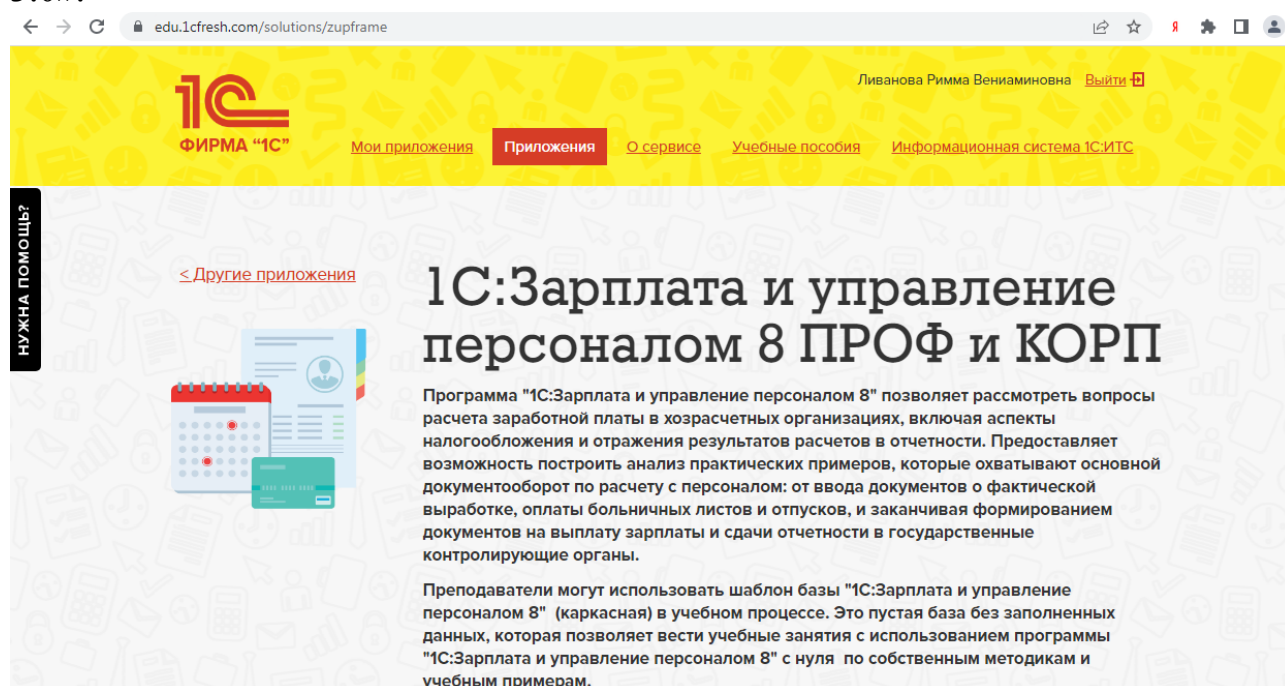 edu.1cfresh.com/solutions/zupframe
Ливанова Римма Вениаминовна Выйти
1С
ФИРМА "1С"
Мои приложения Приложения О сервисе Учебные пособия Информационная система 1С:ИТС
НУЖНА ПОМОЩЬ?
< Другие приложения
1С:Зарплата и управление
персоналом 8 ПРОФ и КОРП
Программа "1С:Зарплата и управление персоналом 8" позволяет рассмотреть вопросы
расчета заработной платы в хозрасчетных организациях, включая аспекты
налогообложения и отражения результатов расчетов в отчетности. Предоставляет
возможность построить анализ практических примеров, которые охватывают основной
документооборот по расчету с персоналом: от ввода документов о фактической
выработке, оплаты больничных листов и отпусков, и заканчивая формированием
документов на выплату зарплаты и сдачи отчетности в государственные
контролирующие органы.
Преподаватели могут использовать шаблон базы "1С:Зарплата и управление
персоналом 8" (каркасная) в учебном процессе. Это пустая база без заполненных
данных, которая позволяет вести учебные занятия с использованием программы
"1С:Зарплата и управление персоналом 8" с нуля по собственным методикам и
учебным примерам.